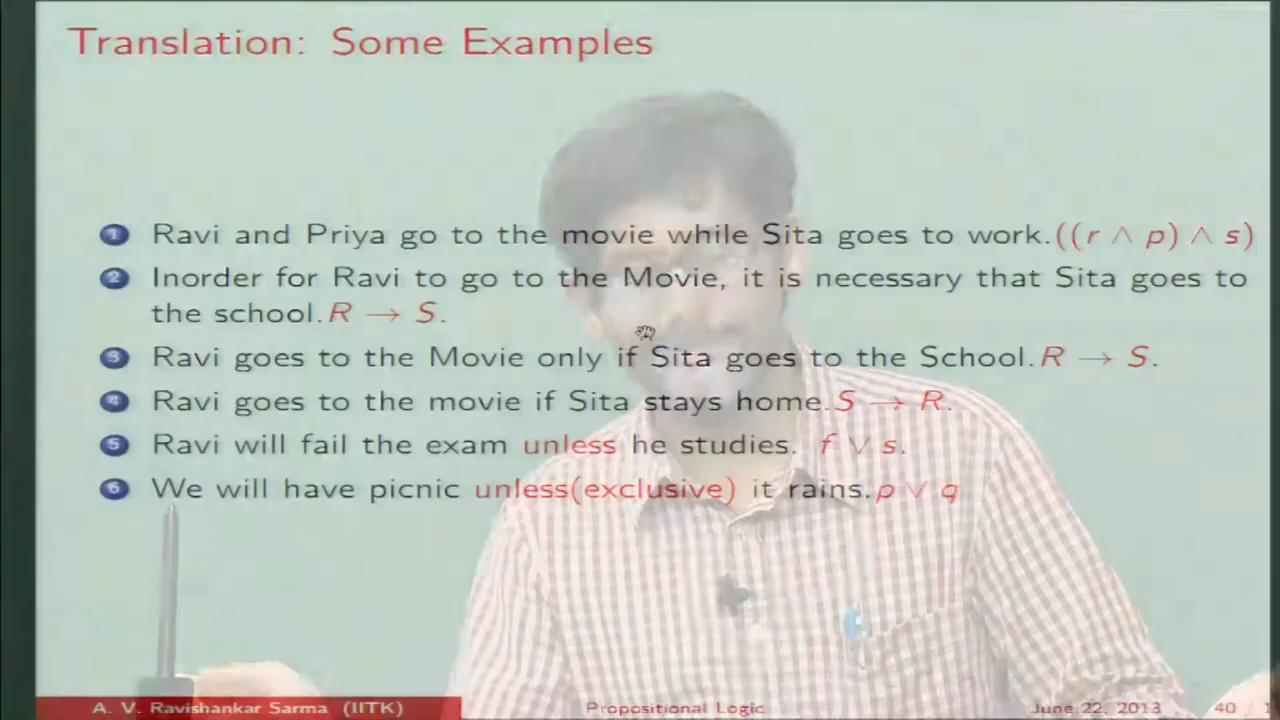 Translation: Some Examples
1 Ravi and Priya go to the movie while Sita goes to work.((r ∧ p) ∧ s)
2 Inorder for Ravi to go to the Movie, it is necessary that Sita goes to
the school.R → S.
3 Ravi goes to the Movie only if Sita goes to the School.R → S.
4 Ravi goes to the movie if Sita stays home.S → R.
5 Ravi will fail the exam unless he studies. f ∨ s.
6 We will have picnic unless(exclusive) it rains.p ∨ q
A. V. Ravishankar Sarma (IITK) Propositional Logic June 22, 2013 40 / 1